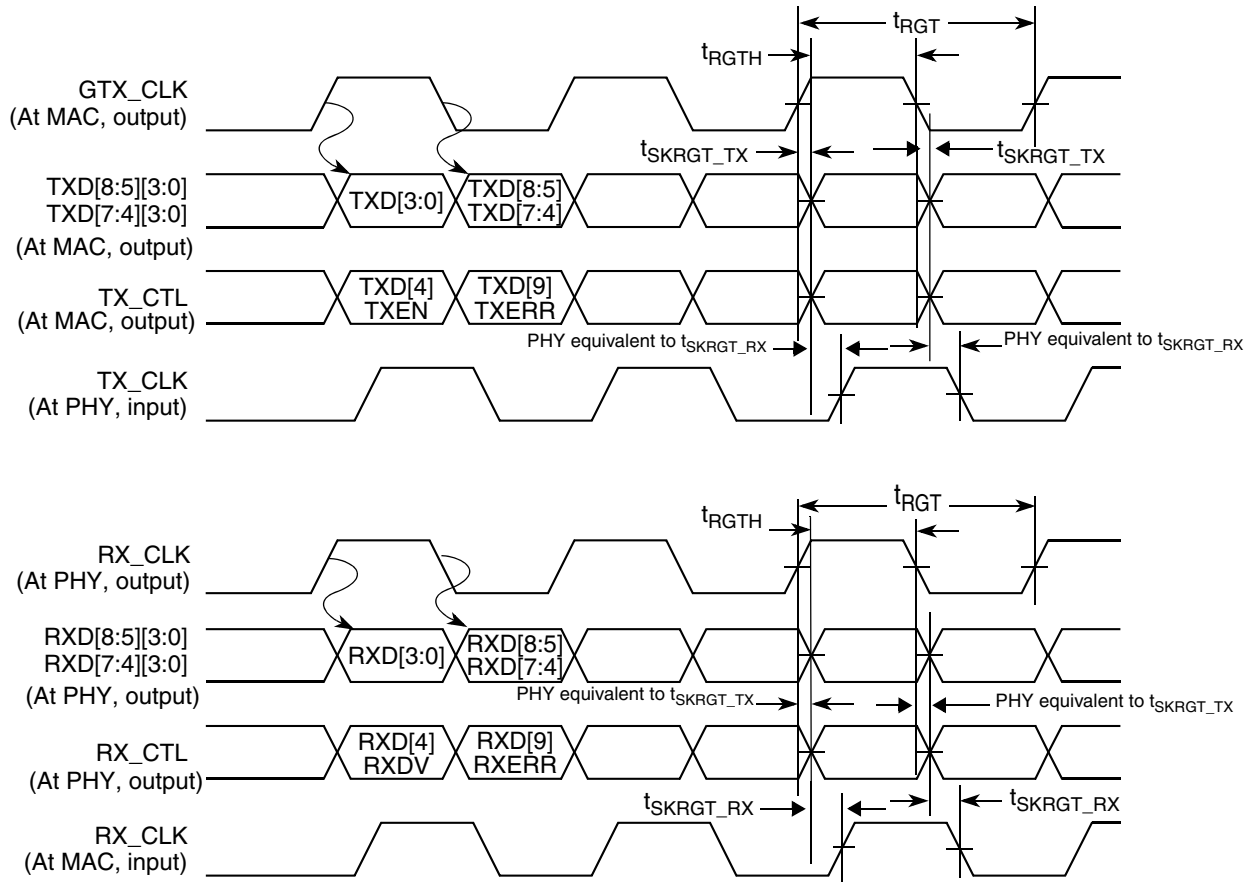 tRGT
tRGTH
GTX_CLK
(At MAC, output)
tSKRGT_TX
tSKRGT_TX
TXD[8:5][3:0]
TXD[7:4][3:0]
(At MAC, output)
TXD[3:0]
TXD[8:5]
TXD[7:4]
TX_CTL
(At MAC, output)
TXD[4]
TXEN
TXD[9]
TXERR
PHY equivalent to tSKRGT_RX
PHY equivalent to tSKRGT_RX
TX_CLK
(At PHY, input)
tRGT
tRGTH
RX_CLK
(At PHY, output)
RXD[8:5][3:0]
RXD[7:4][3:0]
(At PHY, output)
RXD[3:0]
RXD[8:5]
RXD[7:4]
PHY equivalent to tSKRGT_TX
PHY equivalent to tSKRGT_TX
RX_CTL
(At PHY, output)
RXD[4]
RXDV
RXD[9]
RXERR
tSKRGT_RX
tSKRGT_RX
RX_CLK
(At MAC, input)